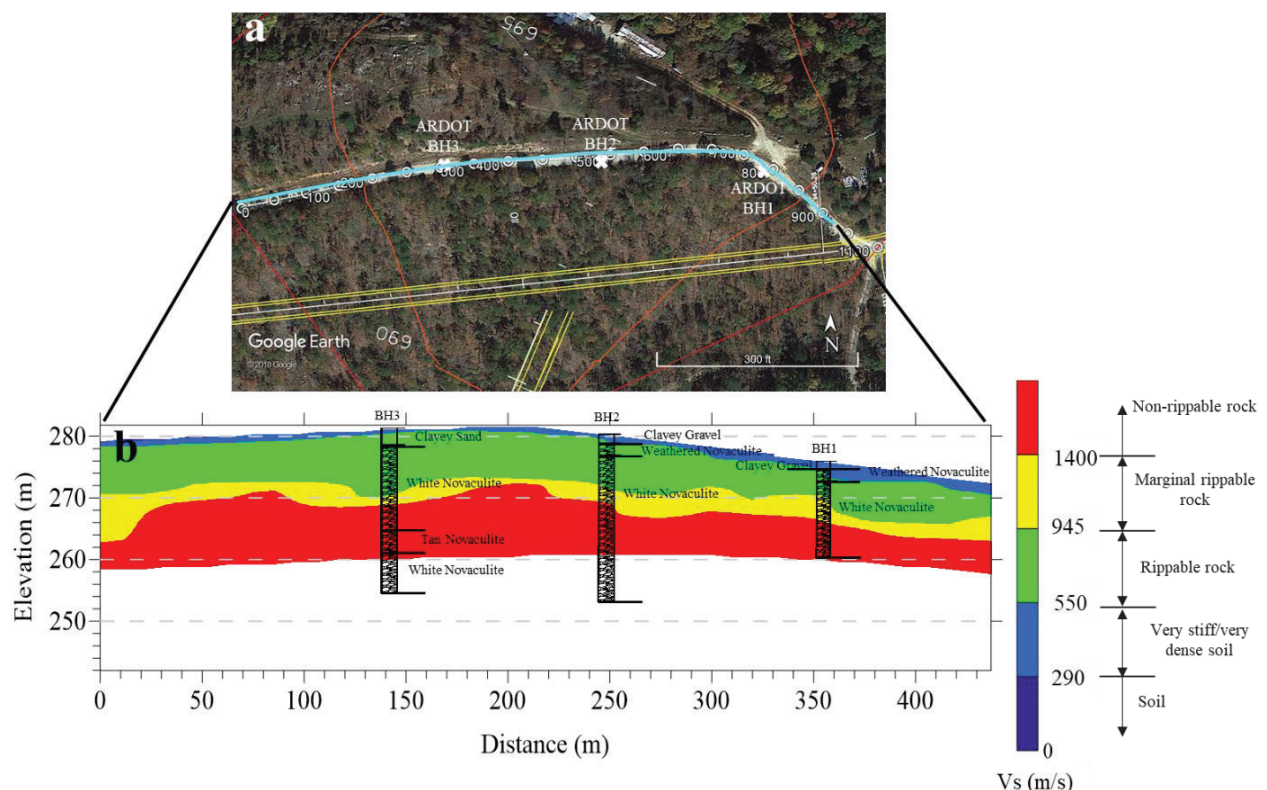 a
695
ARDOT
BH3
ARDOT
BH2
ARDOT
BH1
0
100
200
300
400
500
600
700
80
900
1100
690
Google Earth
© 2018 Google
300 ft
N
b
BH3
BH2
BH1
Clayey Sand
Clayey Gravel
Weathered Novaculite
Clayey Gravel
Weathered Novaculite
White Novaculite
White Novaculite
White Novaculite
Tan Novaculite
White Novaculite
280
270
260
250
Elevation (m)
0
50
100
150
200
250
300
350
400
Distance (m)
1400
945
550
290
0
Vs (m/s)
Non-rippable rock
Marginal rippable
rock
Rippable rock
Very stiff/very
dense soil
Soil